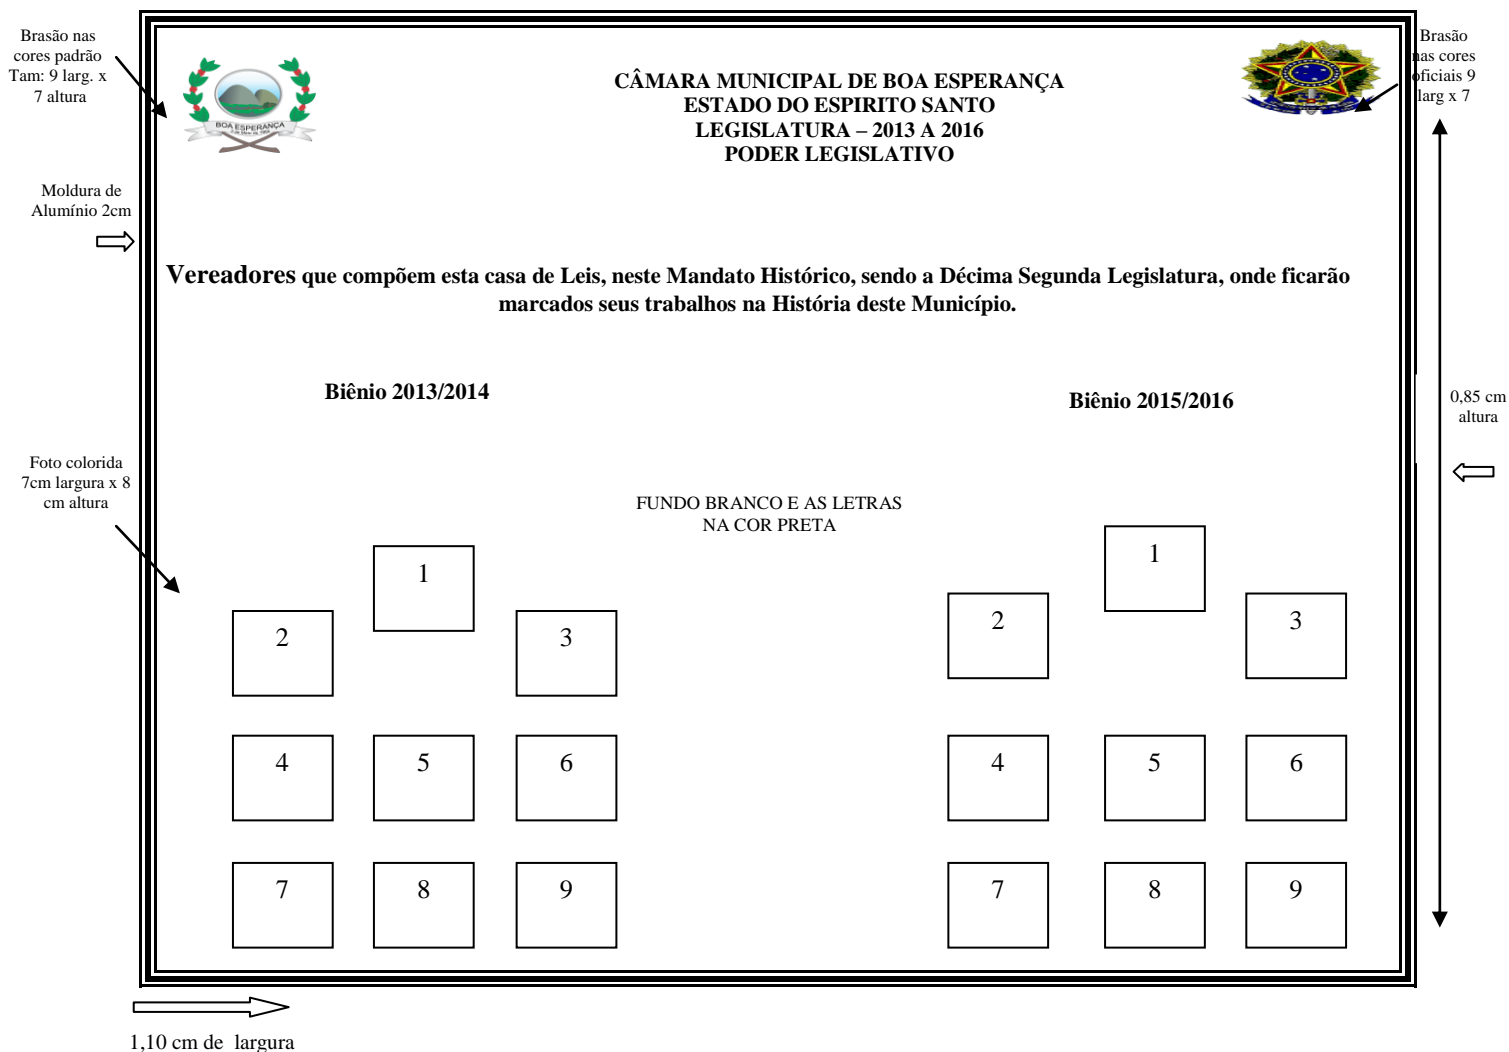 Brasão nas
cores padrão
Tam: 9 larg. x
7 altura
BOA ESPERANÇA
CÂMARA MUNICIPAL DE BOA ESPERANÇA
ESTADO DO ESPIRITO SANTO
LEGISLATURA – 2013 A 2016
PODER LEGISLATIVO
Brasão
nas cores
oficiais 9
larg x 7
Moldura de
Alumínio 2cm
Vereadores que compõem esta casa de Leis, neste Mandato Histórico, sendo a Décima Segunda Legislatura, onde ficarão
marcados seus trabalhos na História deste Município.
Biênio 2013/2014
Biênio 2015/2016
0,85 cm
altura
Foto colorida
7cm largura x 8
cm altura
FUNDO BRANCO E AS LETRAS
NA COR PRETA
1
2
3
4 5 6
7 8 9
1
2
3
4 5 6
7 8 9
1,10 cm de largura